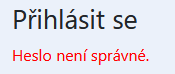 Přihlásit se
Heslo není správné.